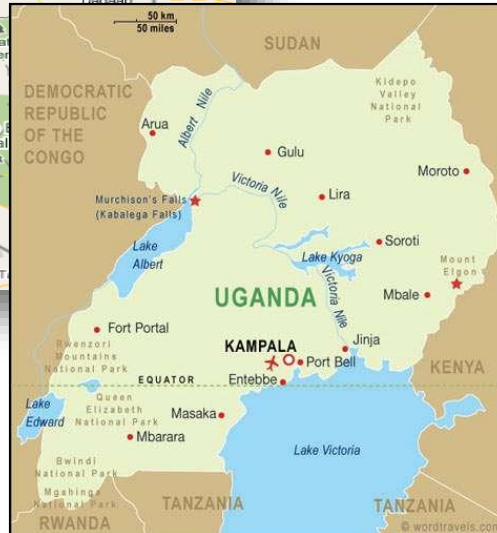 50 km
50 miles
SUDAN
DEMOCRATIC
REPUBLIC
OF THE
CONGO
Kidepo
Valley
National
Park
Albert Nile
Arua
Gulu
Moroto
Victoria Nile
Lira
Murchison's Falls
(Kabalega Falls)
Soroti
Lake Kyoga
Mount
Elgon
Lake
Albert
UGANDA
Victoria Nile
Mbale
Fort Portal
Jinja
KAMPALA
Port Bell
KENYA
Rwenzori
Mountains
National Park
EQUATOR
Entebbe
Lake
Edward
Queen
Elizabeth
National Park
Masaka
Mbarara
Lake Victoria
Bwindi
National Park
Mgahinga
National Park
TANZANIA
TANZANIA
RWANDA
© wordtravels.com